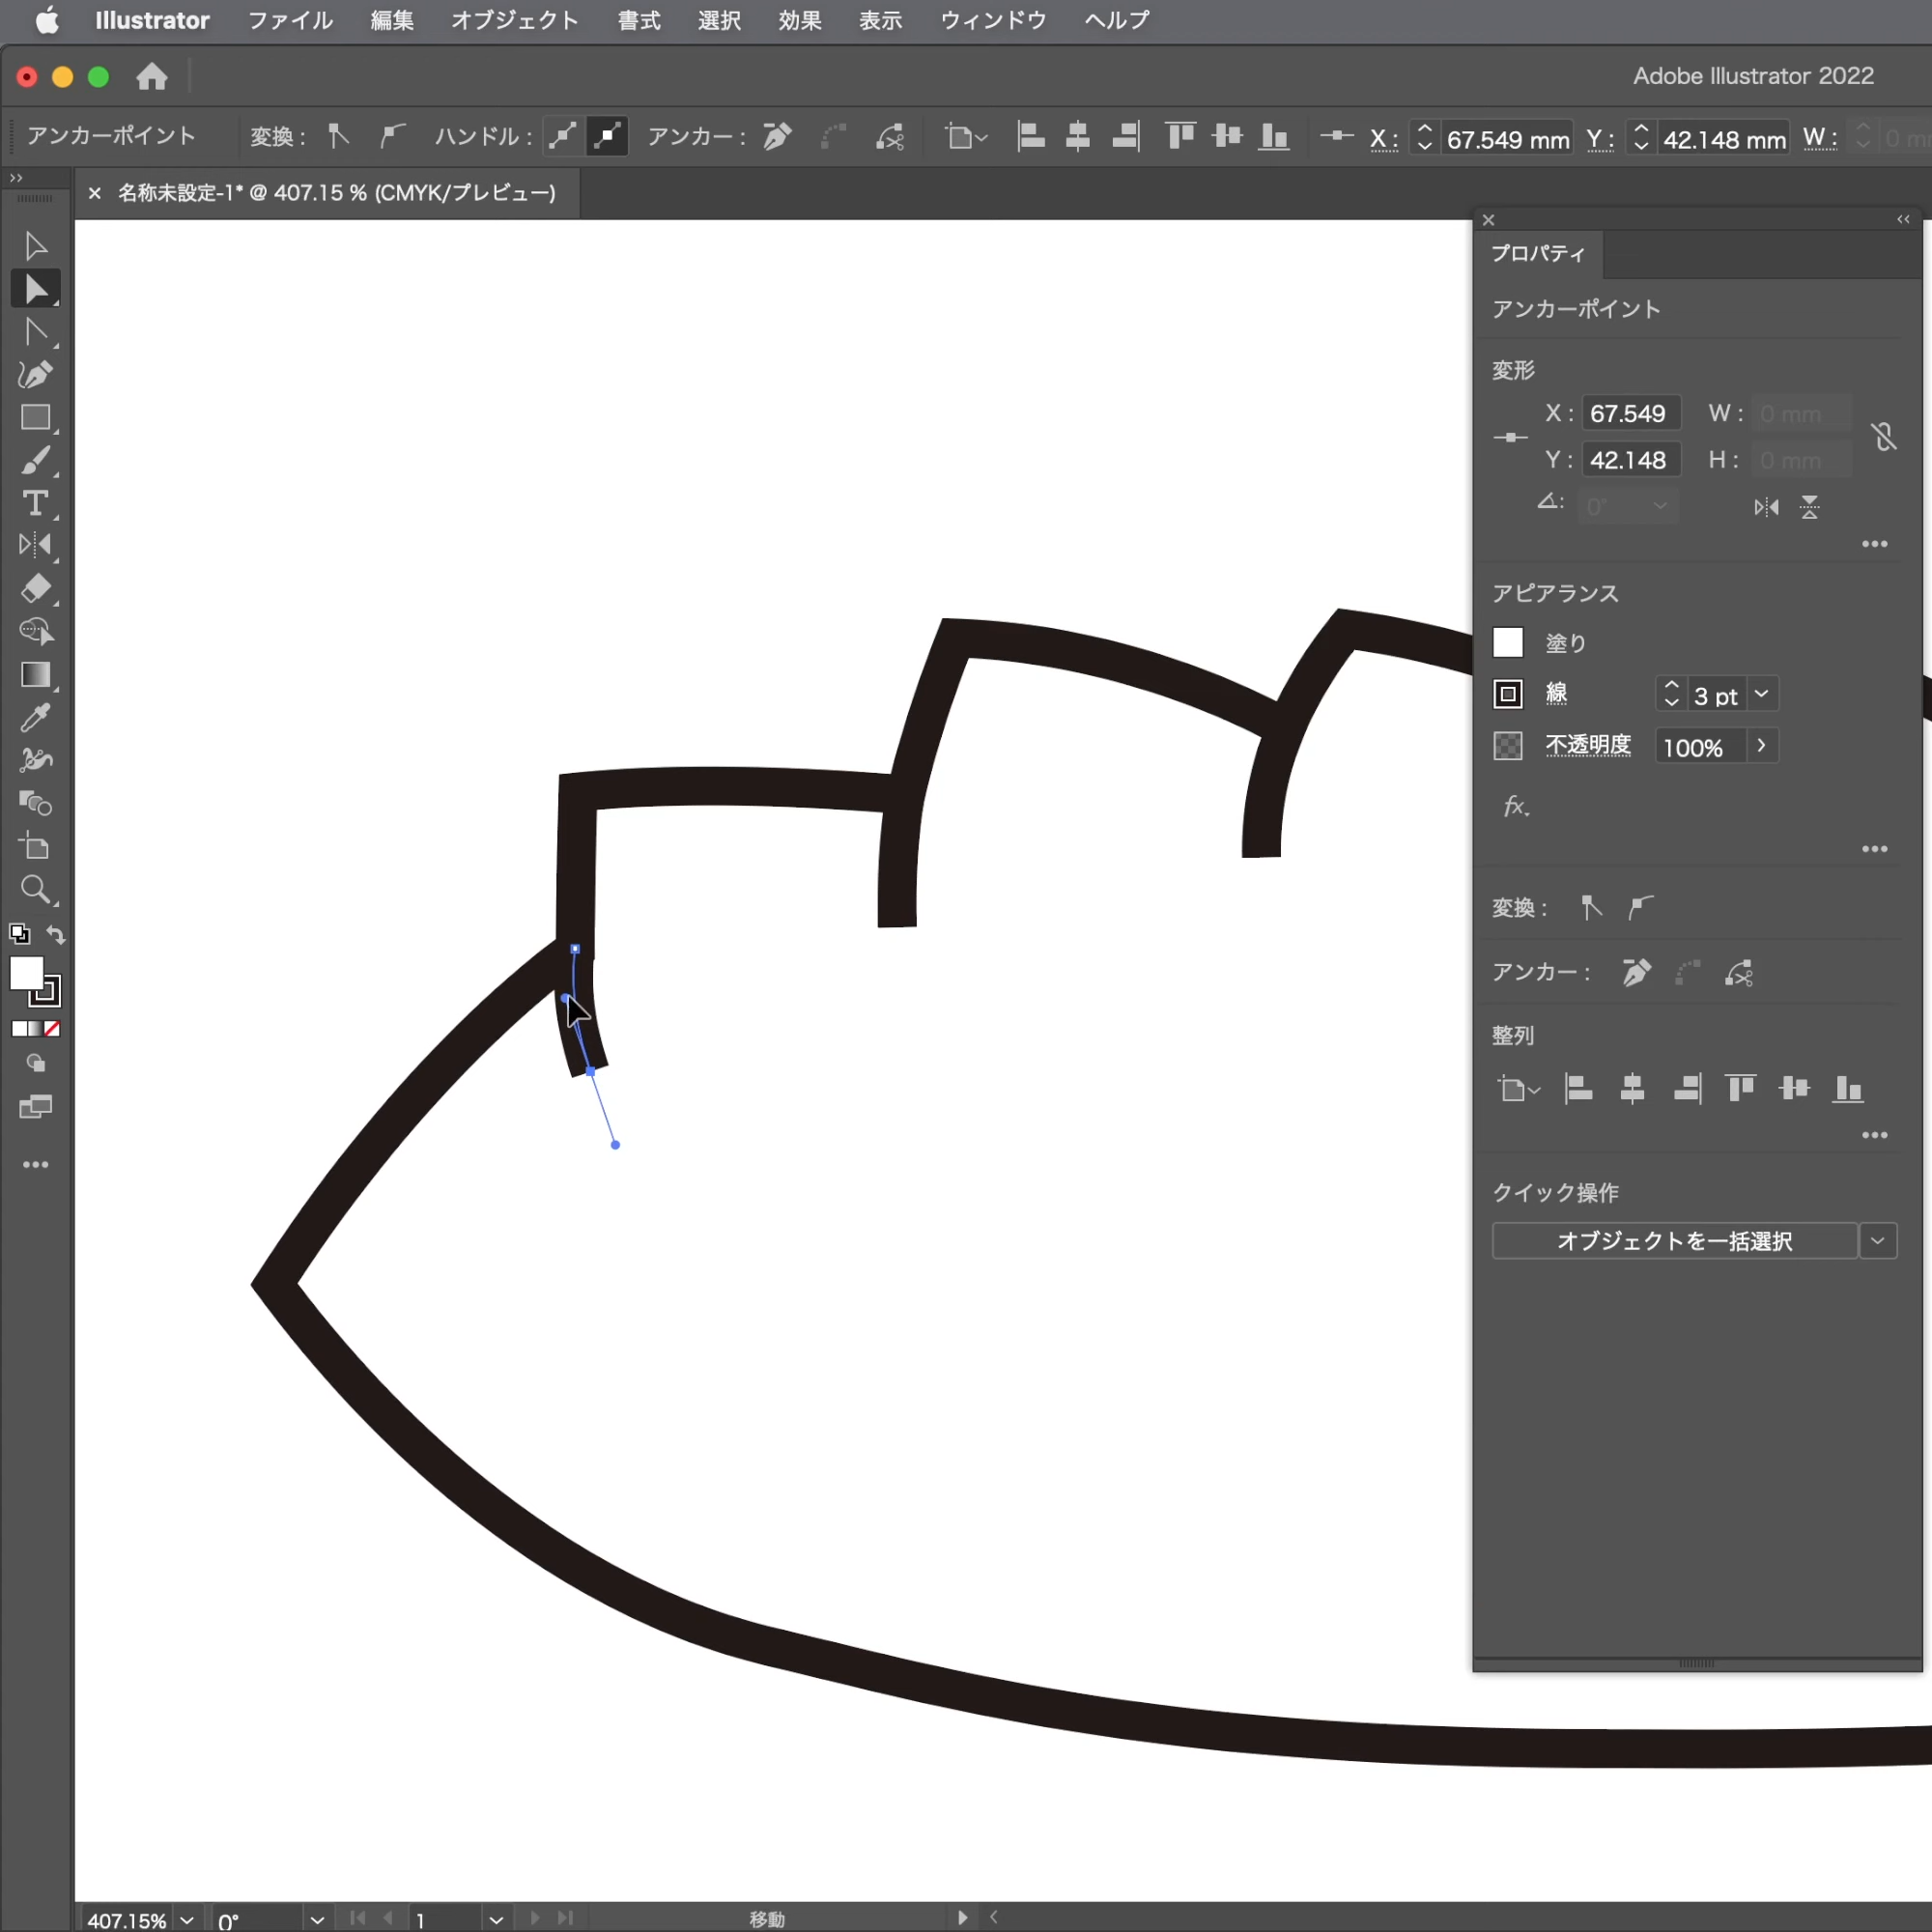 Illustrator ファイル 編集 オブジェクト 書式 選択 効果 表示 ウィンドウ ヘルプ
Adobe Illustrator 2022
アンカーポイント 変換： ハンドル： アンカー： X： 67.549 mm Y： 42.148 mm W： 0 mm
× 名称未設定-1* @ 407.15 % (CMYK/プレビュー)
プロパティ
アンカーポイント
変形
X： 67.549 W： 0 mm
Y： 42.148 H： 0 mm
0°
アピアランス
塗り
線 3 pt
不透明度 100%
fx.
変換：
アンカー：
整列
クイック操作
オブジェクトを一括選択
407.15% 0° 1 移動